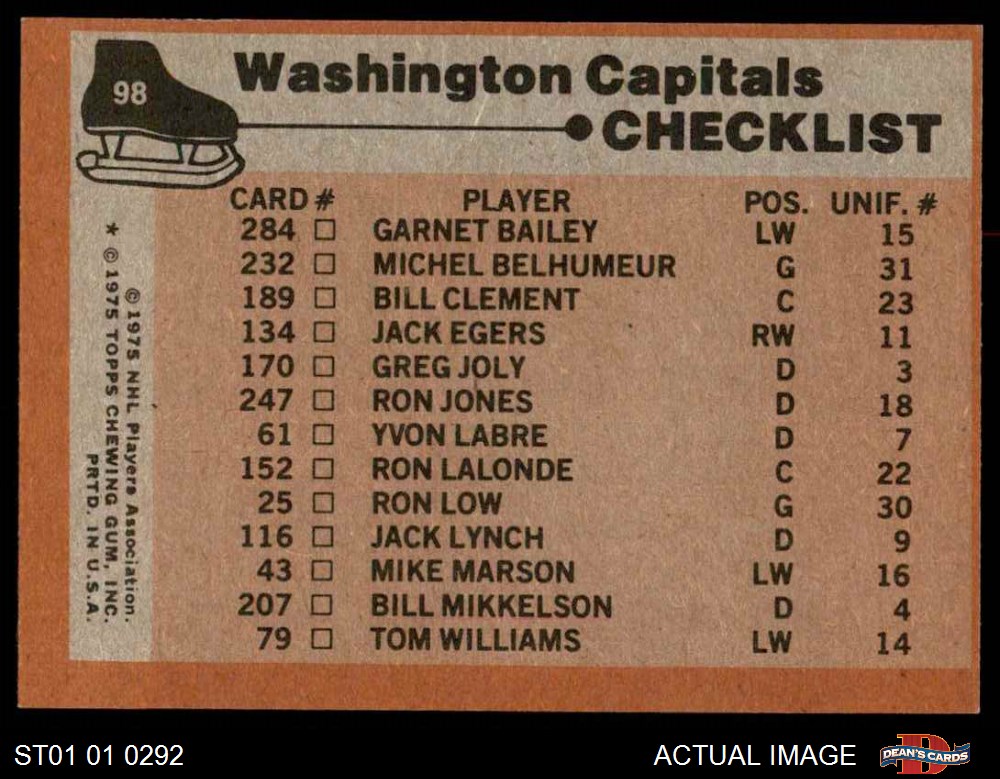 98
Washington Capitals
CHECKLIST
CARD # PLAYER POS. UNIF. #
284 □ GARNET BAILEY LW 15
232 □ MICHEL BELHUMEUR G 31
189 □ BILL CLEMENT C 23
134 □ JACK EGERS RW 11
170 □ GREG JOLY D 3
247 □ RON JONES D 18
61 □ YVON LABRE D 7
152 □ RON LALONDE C 22
25 □ RON LOW G 30
116 □ JACK LYNCH D 9
43 □ MIKE MARSON LW 16
207 □ BILL MIKKELSON D 4
79 □ TOM WILLIAMS LW 14
© 1975 NHL Players Association.
* © 1975 TOPPS CHEWING GUM, INC.
PRTD. IN U.S.A.
ST01 01 0292
ACTUAL IMAGE
D
DEAN'S CARDS